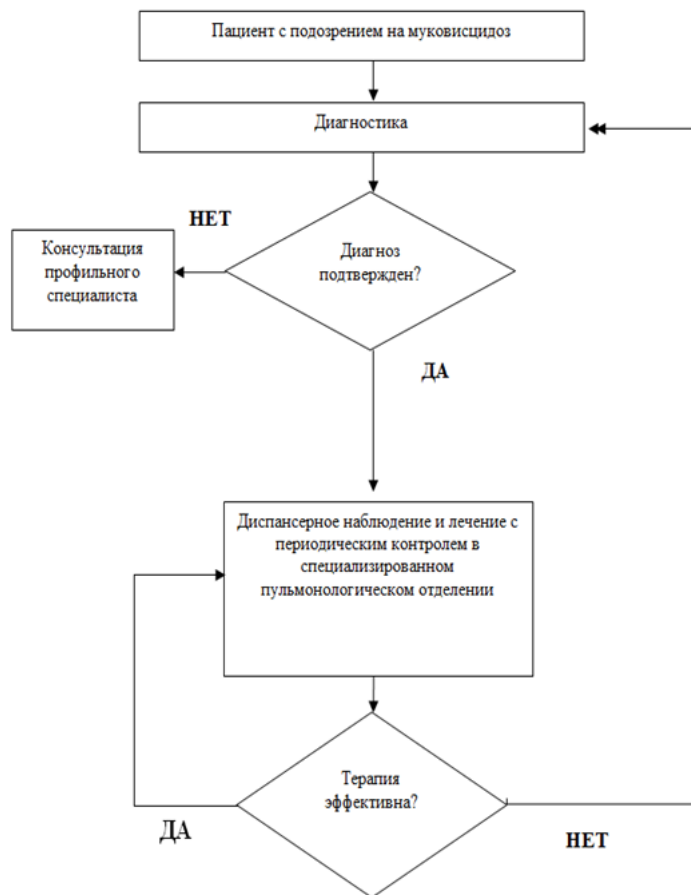 Пациент с подозрением на муковисцидоз
Диагностика
НЕТ
Консультация
профильного
специалиста
Диагноз
подтвержден?
ДА
Диспансерное наблюдение и лечение с
периодическим контролем в
специализированном
пульмонологическом отделении
Терапия
эффективна?
ДА
НЕТ